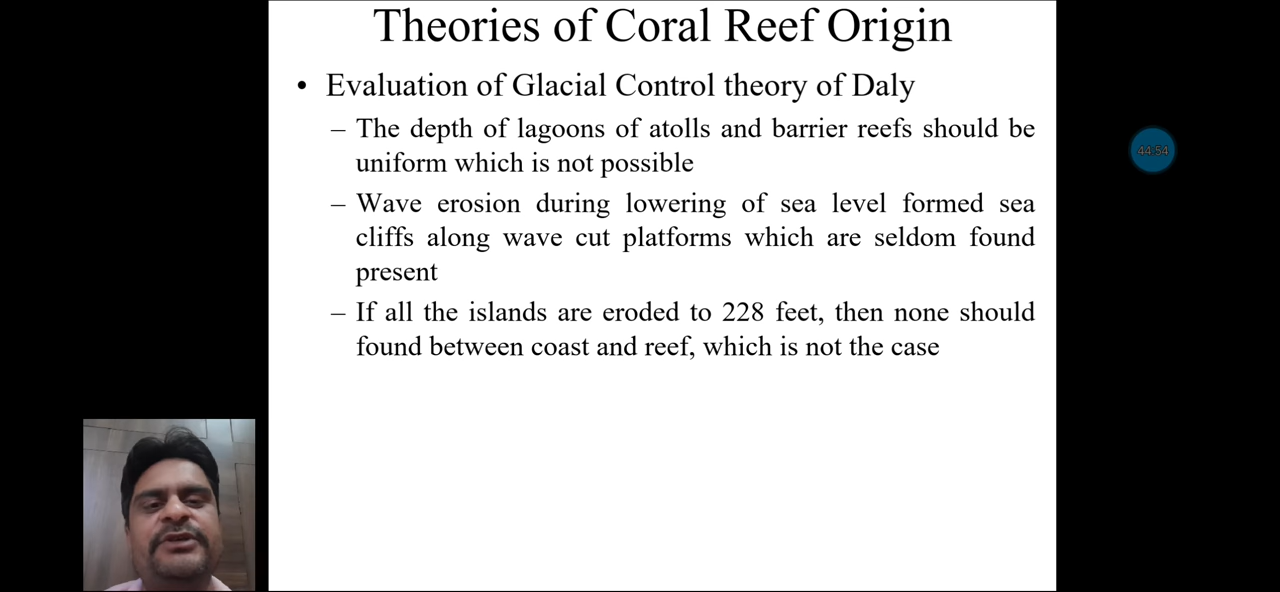 Theories of Coral Reef Origin
• Evaluation of Glacial Control theory of Daly
– The depth of lagoons of atolls and barrier reefs should be
uniform which is not possible
– Wave erosion during lowering of sea level formed sea
cliffs along wave cut platforms which are seldom found
present
– If all the islands are eroded to 228 feet, then none should
found between coast and reef, which is not the case
44:54